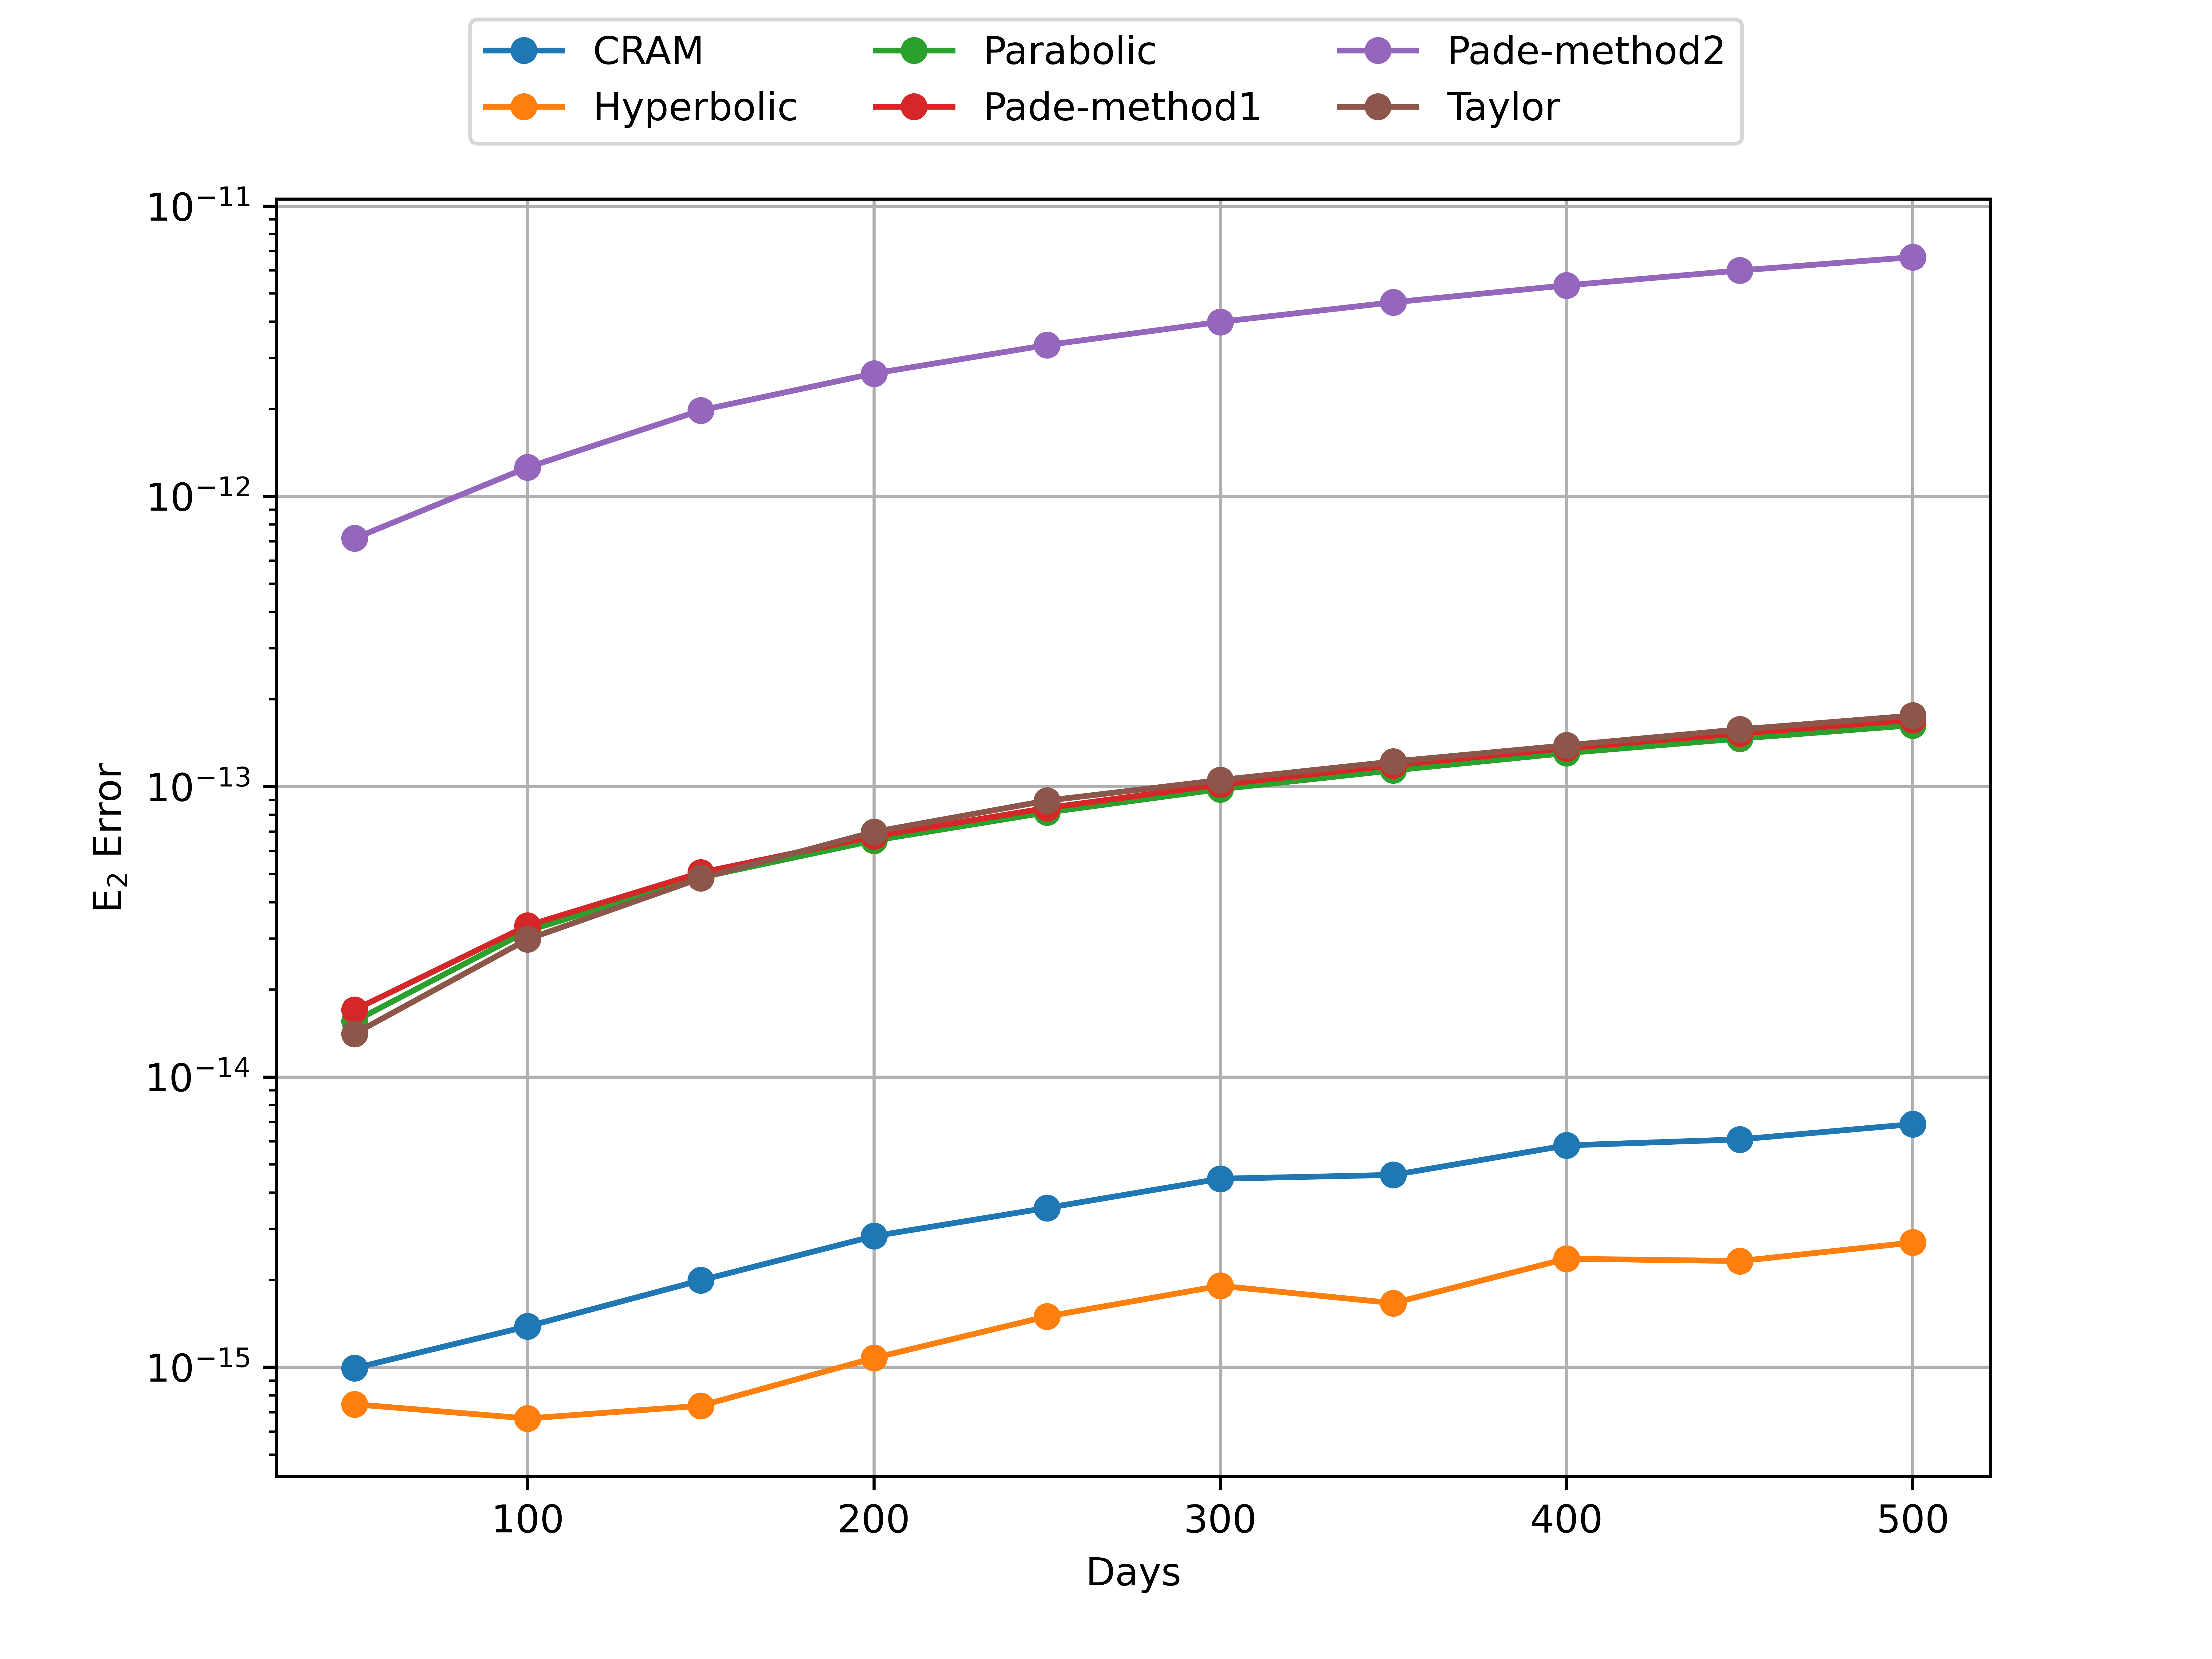 CRAM Parabolic Pade-method2
Hyperbolic Pade-method1 Taylor
10⁻¹¹
10⁻¹²
10⁻¹³
10⁻¹⁴
10⁻¹⁵
E₂ Error
100 200 300 400 500
Days